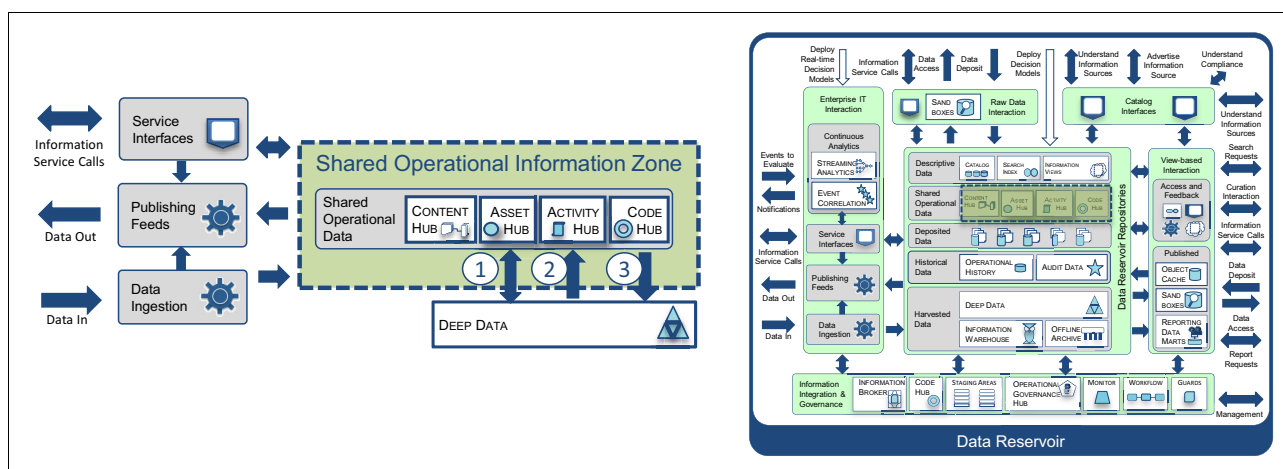 Information
Service Calls
Data Out
Data In
Service
Interfaces
Publishing
Feeds
Data
Ingestion
Shared Operational Information Zone
Shared
Operational
Data
CONTENT
HUB
ASSET
HUB
ACTIVITY
HUB
CODE
HUB
1
2
3
DEEP DATA
Deploy
Real-time
Decision
Models
Information
Service Calls
Data
Access
Data
Deposit
Deploy
Decision
Models
Understand
Information
Sources
Advertise
Information
Source
Understand
Compliance
Enterprise IT
Interaction
SAND
BOXES
Raw Data
Interaction
Catalog
Interfaces
Understand
Information
Sources
Continuous
Analytics
STREAMING
ANALYTICS
EVENT
CORRELATION
Events to
Evaluate
Notifications
Service
Interfaces
Information
Service Calls
Publishing
Feeds
Data Out
Data
Ingestion
Data In
Descriptive
Data
CATALOG
SEARCH
INDEX
INFORMATION
VIEWS
Shared
Operational
Data
CONTENT
HUB
ASSET
HUB
ACTIVITY
HUB
CODE
HUB
Deposited
Data
Historical
Data
OPERATIONAL
HISTORY
AUDIT DATA
Harvested
Data
DEEP DATA
INFORMATION
WAREHOUSE
OFFLINE
ARCHIVE
Data Reservoir Repositories
View-based
Interaction
Access and
Feedback
Published
OBJECT
CACHE
SAND
BOXES
REPORTING
DATA
MARTS
Search
Requests
Curation
Interaction
Information
Service Calls
Data
Deposit
Data
Access
Report
Requests
Information
Integration &
Governance
INFORMATION
BROKER
CODE
HUB
STAGING AREAS
OPERATIONAL
GOVERNANCE
HUB
MONITOR
WORKFLOW
GUARDS
Management
Data Reservoir